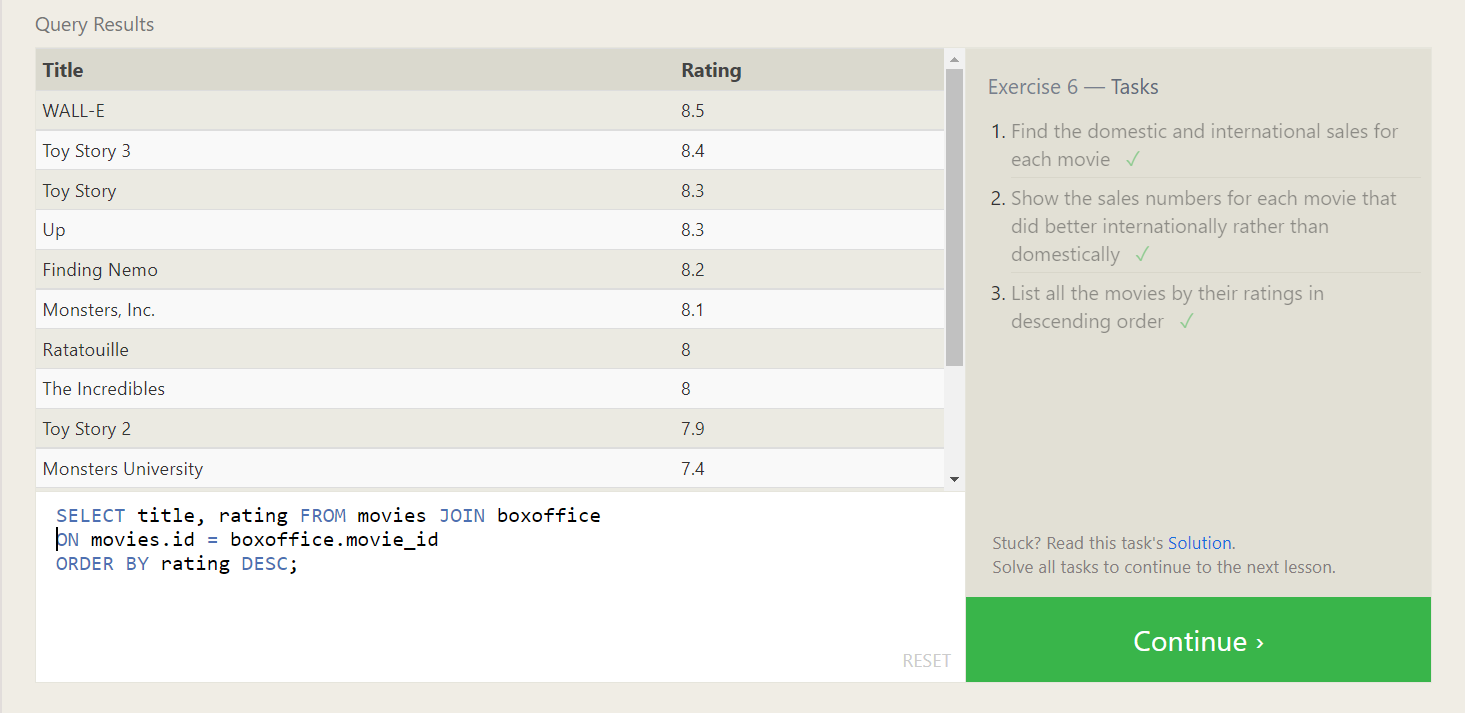 Query Results
Title Rating
WALL-E 8.5
Toy Story 3 8.4
Toy Story 8.3
Up 8.3
Finding Nemo 8.2
Monsters, Inc. 8.1
Ratatouille 8
The Incredibles 8
Toy Story 2 7.9
Monsters University 7.4
SELECT title, rating FROM movies JOIN boxoffice
ON movies.id = boxoffice.movie_id
ORDER BY rating DESC;
RESET
Exercise 6 — Tasks
1. Find the domestic and international sales for
each movie ✓
2. Show the sales numbers for each movie that
did better internationally rather than
domestically ✓
3. List all the movies by their ratings in
descending order ✓
Stuck? Read this task's Solution.
Solve all tasks to continue to the next lesson.
Continue ›